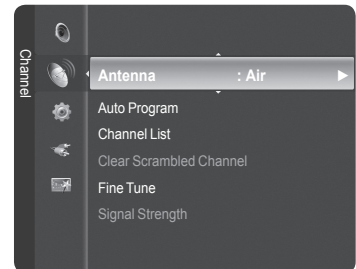 Channel
Antenna : Air
Auto Program
Channel List
Clear Scrambled Channel
Fine Tune
Signal Strength